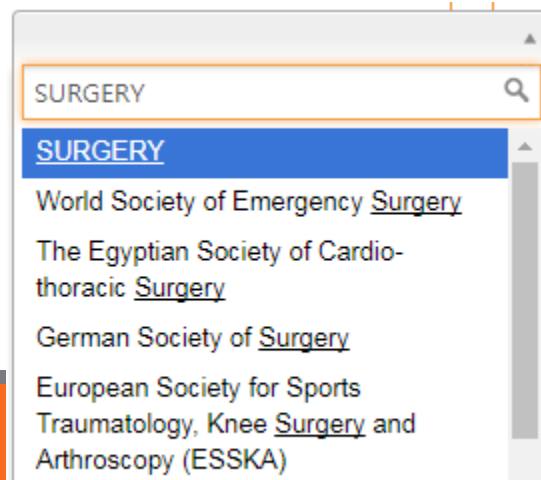 SURGERY
SURGERY
World Society of Emergency Surgery
The Egyptian Society of Cardio-
thoracic Surgery
German Society of Surgery
European Society for Sports
Traumatology, Knee Surgery and
Arthroscopy (ESSKA)